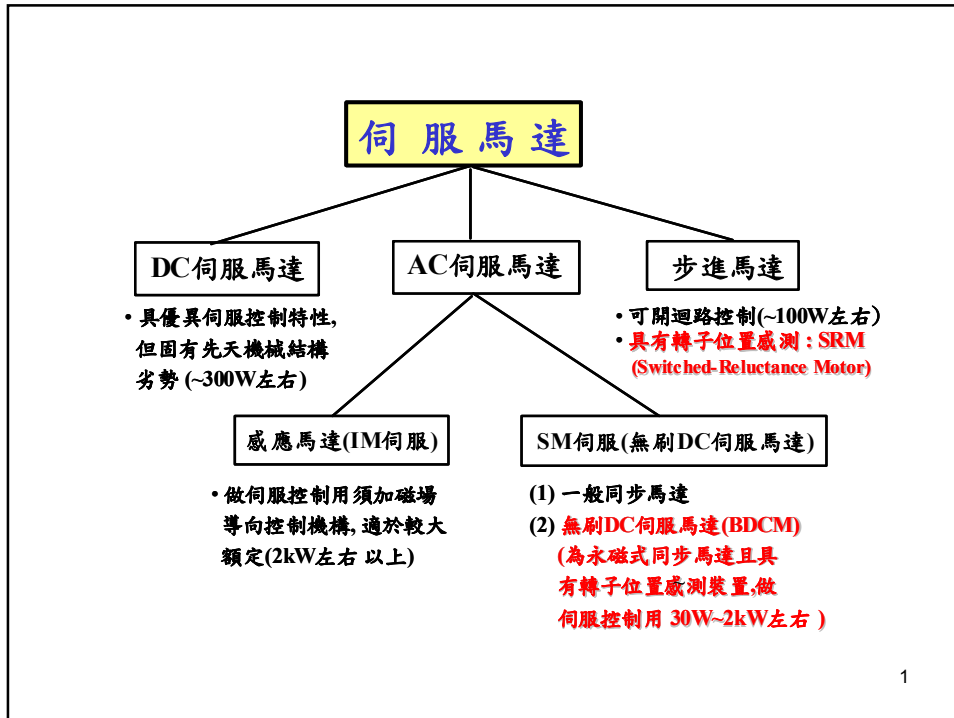 伺 服 馬 達
DC伺服馬達
AC伺服馬達
步進馬達
• 具優異伺服控制特性,
但固有先天機械結構
劣勢 (~300W左右)
• 可開迴路控制(~100W左右)
• 具有轉子位置感測 : SRM
(Switched-Reluctance Motor)
感應馬達(IM伺服)
SM伺服(無刷DC伺服馬達)
• 做伺服控制用須加磁場
導向控制機構, 適於較大
額定(2kW左右 以上)
(1) 一般同步馬達
(2) 無刷DC伺服馬達(BDCM)
(為永磁式同步馬達且具
有轉子位置感測裝置,做
伺服控制用 30W~2kW左右 )
1